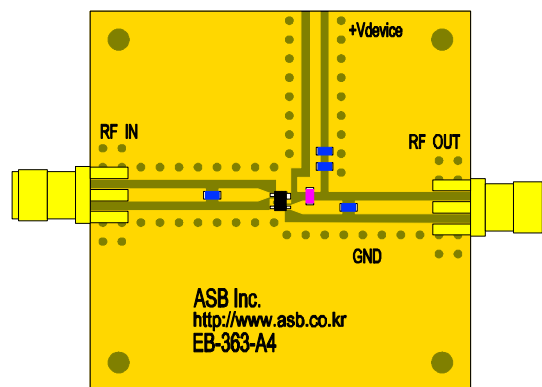 +Vdevice
RF IN
RF OUT
GND
ASB Inc.
http://www.asb.co.kr
EB-363-A4